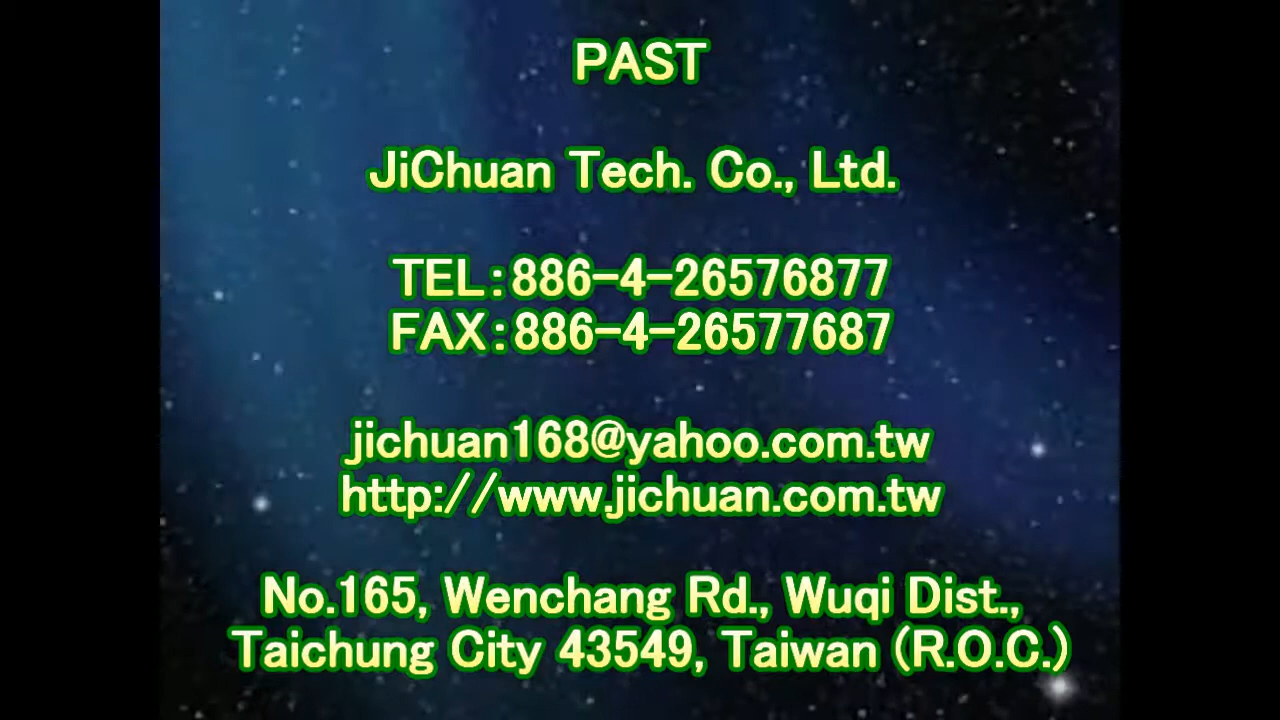 PAST
JiChuan Tech. Co., Ltd.
TEL:886-4-26576877
FAX:886-4-26577687
jichuan168@yahoo.com.tw
http://www.jichuan.com.tw
No.165, Wenchang Rd., Wuqi Dist.,
Taichung City 43549, Taiwan (R.O.C.)